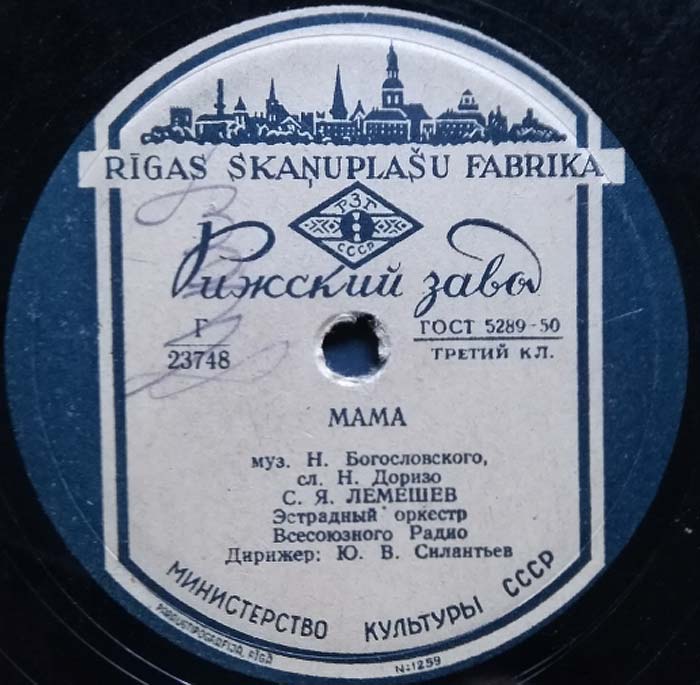 RĪGAS SKAŅUPLAŠU FABRIKA
РЗГ
СССР
Рижский завод
Г
23748
ГОСТ 5289-50
ТРЕТИЙ КЛ.
МАМА
муз. Н. Богословского,
сл. Н. Доризо
С. Я. ЛЕМЕШЕВ
Эстрадный оркестр
Всесоюзного Радио
Дирижер: Ю. В. Силантьев
МИНИСТЕРСТВО КУЛЬТУРЫ СССР
№1259